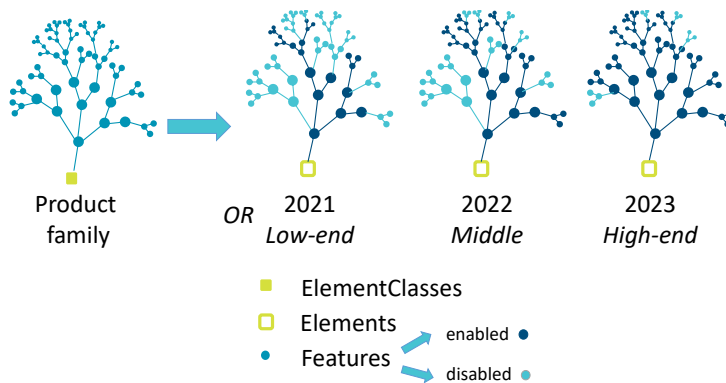 Product
family
OR
2021
Low-end
2022
Middle
2023
High-end
ElementClasses
Elements
Features
enabled
disabled